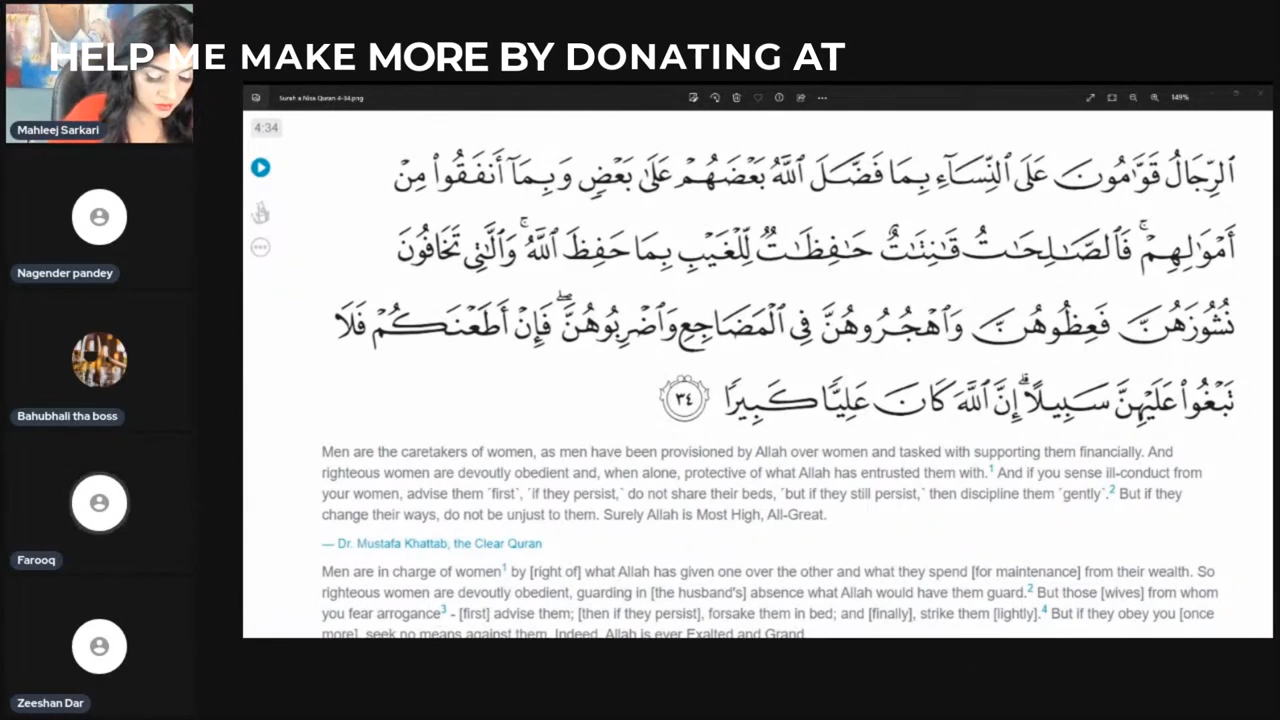 HELP ME MAKE MORE BY DONATING AT
Mahleej Sarkari
Nagender pandey
Bahubhali tha boss
Farooq
Zeeshan Dar
Surah a Nisa Quran 4-34.png
149%
4:34
ٱلرِّجَالُ قَوَّٰمُونَ عَلَى ٱلنِّسَآءِ بِمَا فَضَّلَ ٱللَّهُ بَعْضَهُمْ عَلَىٰ بَعْضٍ وَبِمَآ أَنفَقُوا۟ مِنْ
أَمْوَٰلِهِمْ ۚ فَٱلصَّـٰلِحَـٰتُ قَـٰنِتَـٰتٌ حَـٰفِظَـٰتٌ لِّلْغَيْبِ بِمَا حَفِظَ ٱللَّهُ ۚ وَٱلَّـٰتِى تَخَافُونَ
نُشُوزَهُنَّ فَعِظُوهُنَّ وَٱهْجُرُوهُنَّ فِى ٱلْمَضَاجِعِ وَٱضْرِبُوهُنَّ ۖ فَإِنْ أَطَعْنَكُمْ فَلَا
تَبْغُوا۟ عَلَيْهِنَّ سَبِيلًا ۗ إِنَّ ٱللَّهَ كَانَ عَلِيًّا كَبِيرًا ٣٤
Men are the caretakers of women, as men have been provisioned by Allah over women and tasked with supporting them financially. And
righteous women are devoutly obedient and, when alone, protective of what Allah has entrusted them with.1 And if you sense ill-conduct from
your women, advise them ˹first˺, ˹if they persist,˺ do not share their beds, ˹but if they still persist,˺ then discipline them ˹gently˺.2 But if they
change their ways, do not be unjust to them. Surely Allah is Most High, All-Great.
— Dr. Mustafa Khattab, the Clear Quran
Men are in charge of women1 by [right of] what Allah has given one over the other and what they spend [for maintenance] from their wealth. So
righteous women are devoutly obedient, guarding in [the husband's] absence what Allah would have them guard.2 But those [wives] from whom
you fear arrogance3 - [first] advise them; [then if they persist], forsake them in bed; and [finally], strike them [lightly].4 But if they obey you [once
more], seek no means against them. Indeed, Allah is ever Exalted and Grand